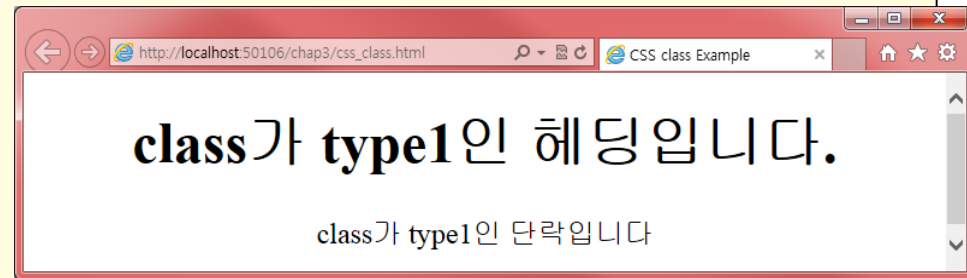 http://localhost:50106/chap3/css_class.html
CSS class Example
class가 type1인 헤딩입니다.
class가 type1인 단락입니다